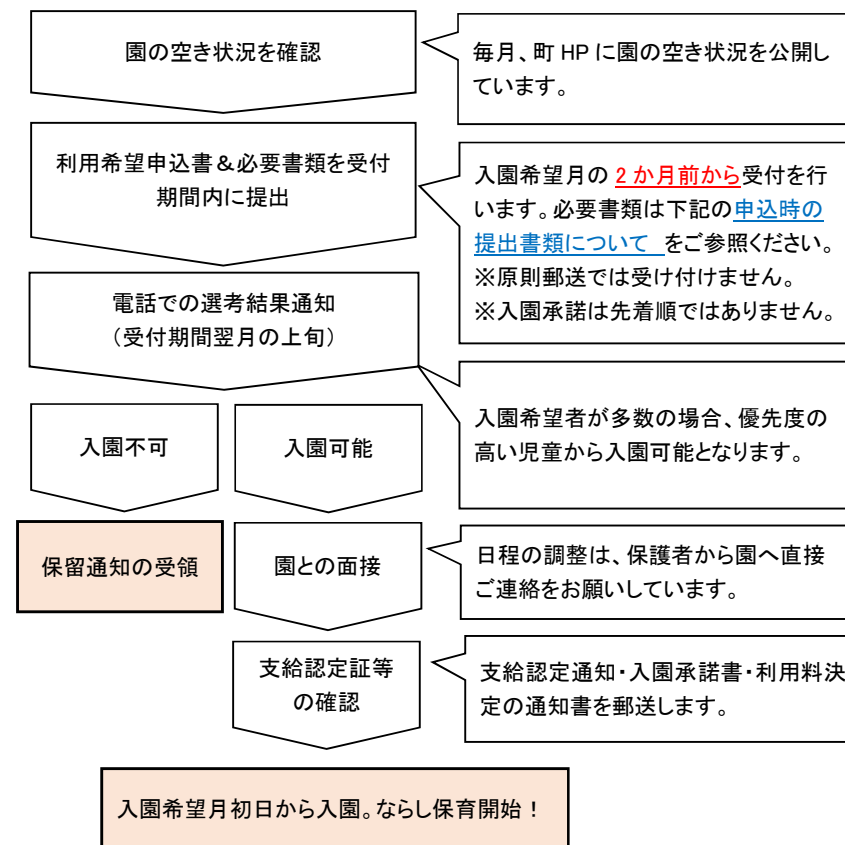 園の空き状況を確認
毎月、町 HP に園の空き状況を公開し
ています。
利用希望申込書＆必要書類を受付
期間内に提出
入園希望月の 2 か月前から受付を行
います。必要書類は下記の申込時の
提出書類について をご参照ください。
※原則郵送では受け付けません。
※入園承諾は先着順ではありません。
電話での選考結果通知
（受付期間翌月の上旬）
入園希望者が多数の場合、優先度の
高い児童から入園可能となります。
入園不可
入園可能
保留通知の受領
園との面接
日程の調整は、保護者から園へ直接
ご連絡をお願いしています。
支給認定証等
の確認
支給認定通知・入園承諾書・利用料決
定の通知書を郵送します。
入園希望月初日から入園。ならし保育開始！